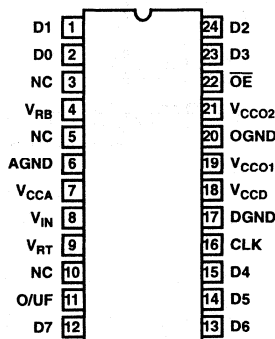 D1 1 24 D2
D0 2 23 D3
NC 3 22 OE
VRB 4 21 VCCO2
NC 5 20 OGND
AGND 6 19 VCCO1
VCCA 7 18 VCCD
VIN 8 17 DGND
VRT 9 16 CLK
NC 10 15 D4
O/UF 11 14 D5
D7 12 13 D6